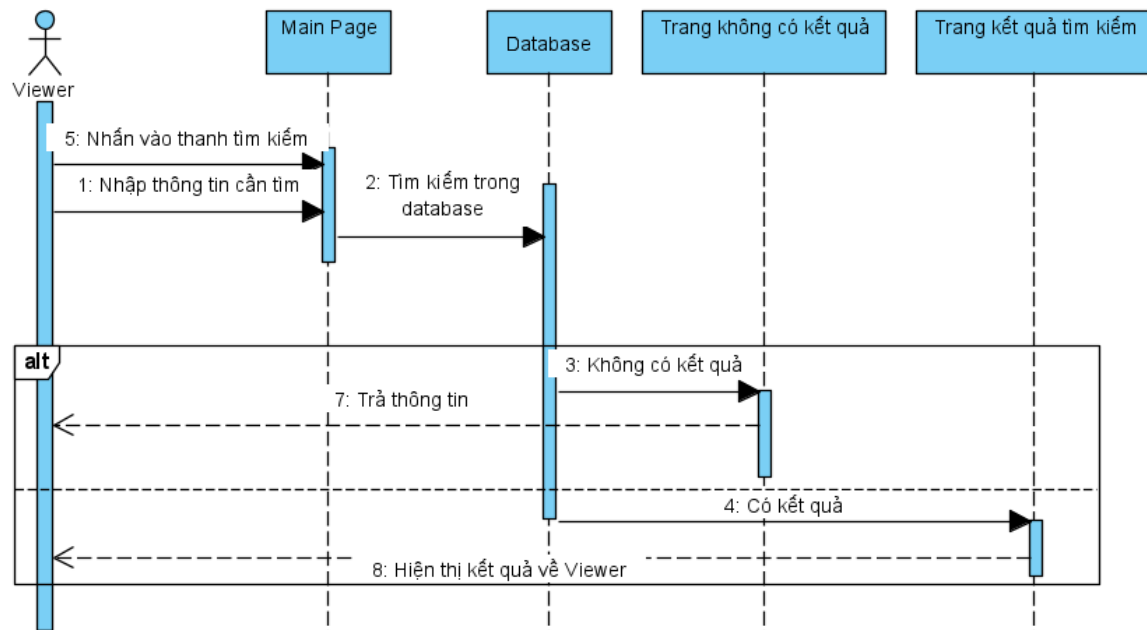 Viewer
Main Page
Database
Trang không có kết quả
Trang kết quả tìm kiếm
5: Nhấn vào thanh tìm kiếm
1: Nhập thông tin cần tìm
2: Tìm kiếm trong
database
alt
3: Không có kết quả
7: Trả thông tin
4: Có kết quả
8: Hiện thị kết quả về Viewer